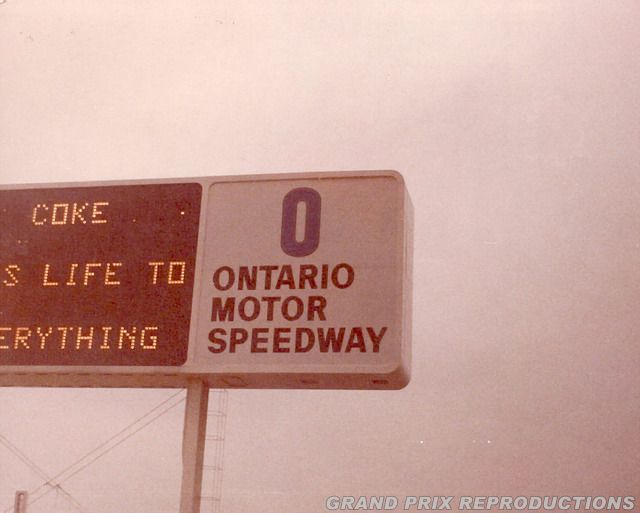 COKE
S LIFE TO
ERYTHING
O
ONTARIO
MOTOR
SPEEDWAY
GRAND PRIX REPRODUCTIONS